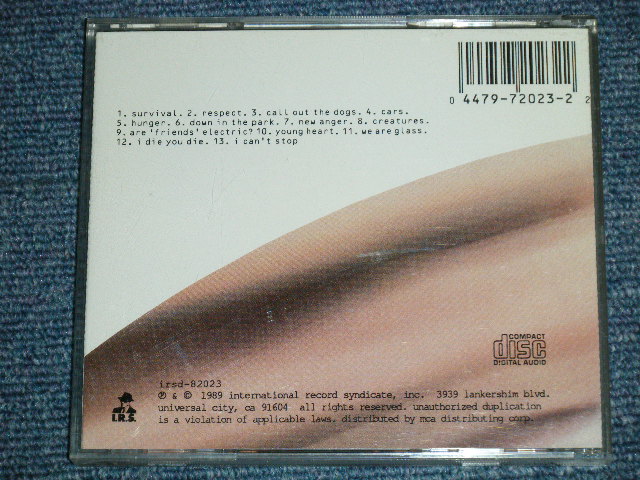 0 4479-72023-2 2
1. survival. 2. respect. 3. call out the dogs. 4. cars.
5. hunger. 6. down in the park. 7. new anger. 8. creatures.
9. are 'friends' electric? 10. young heart. 11. we are glass.
12. i die you die. 13. i can't stop
COMPACT
disc
DIGITAL AUDIO
irsd-82023
℗ & © 1989 international record syndicate, inc. 3939 lankershim blvd.
universal city, ca 91604 all rights reserved. unauthorized duplication
is a violation of applicable laws. distributed by mca distributing corp.
I.R.S.